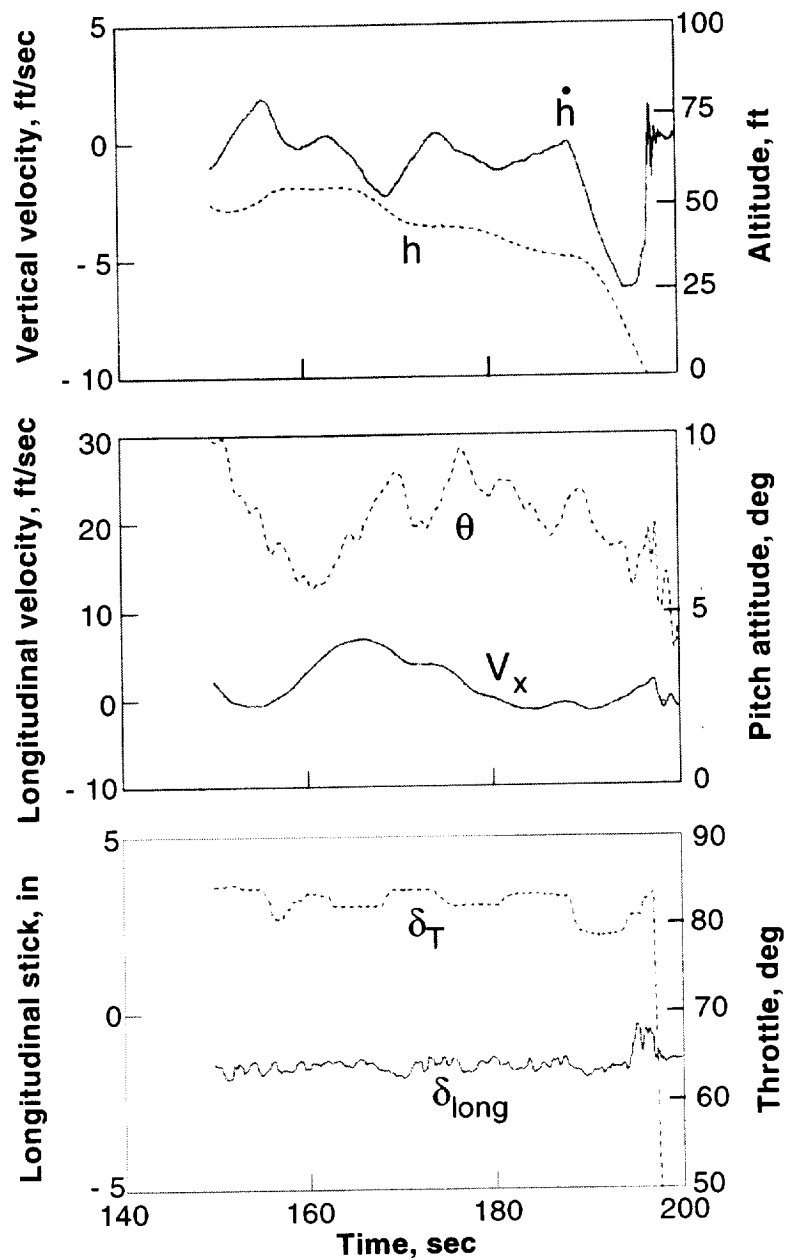 Vertical velocity, ft/sec
5
0
- 5
- 10
ḣ
h
100
75
50
25
0
Altitude, ft
Longitudinal velocity, ft/sec
30
20
10
0
- 10
θ
Vx
10
5
0
Pitch attitude, deg
Longitudinal stick, in
5
0
- 5
δT
δlong
90
80
70
60
50
Throttle, deg
140
160
180
200
Time, sec